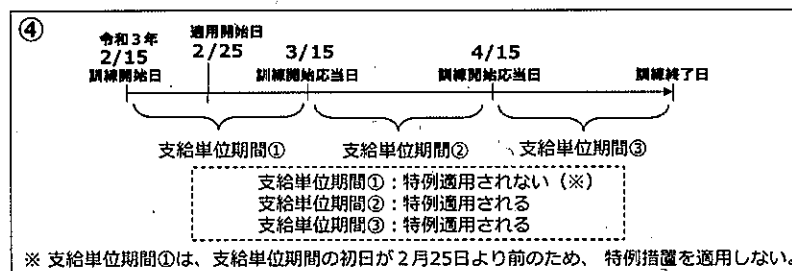 ④
令和3年 適用開始日
2/15 2/25 3/15 4/15
訓練開始日 訓練開始応当日 訓練開始応当日 訓練終了日
支給単位期間① 支給単位期間② 支給単位期間③
支給単位期間①:特例適用されない(※)
支給単位期間②:特例適用される
支給単位期間③:特例適用される
※ 支給単位期間①は、支給単位期間の初日が2月25日より前のため、特例措置を適用しない。